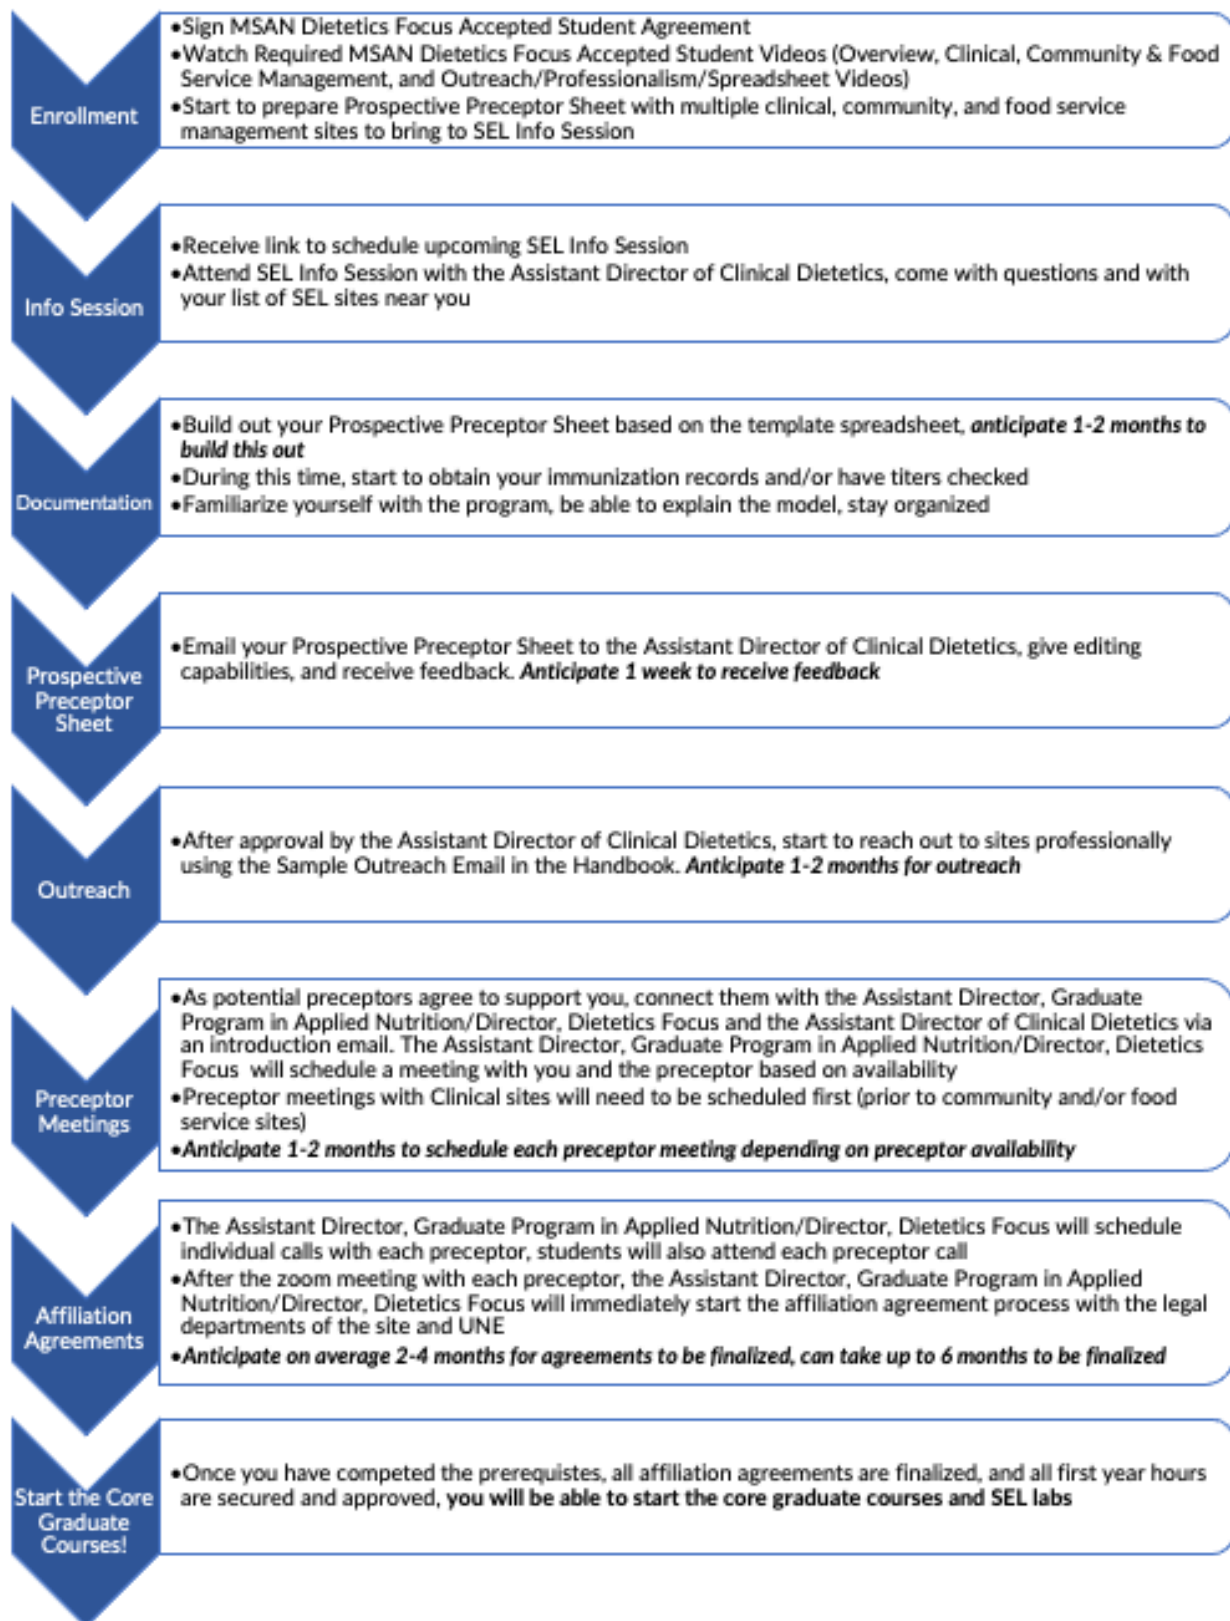 Enrollment
•Sign MSAN Dietetics Focus Accepted Student Agreement
•Watch Required MSAN Dietetics Focus Accepted Student Videos (Overview, Clinical, Community & Food
Service Management, and Outreach/Professionalism/Spreadsheet Videos)
•Start to prepare Prospective Preceptor Sheet with multiple clinical, community, and food service
management sites to bring to SEL Info Session
Info Session
•Receive link to schedule upcoming SEL Info Session
•Attend SEL Info Session with the Assistant Director of Clinical Dietetics, come with questions and with
your list of SEL sites near you
Documentation
•Build out your Prospective Preceptor Sheet based on the template spreadsheet, anticipate 1-2 months to
build this out
•During this time, start to obtain your immunization records and/or have titers checked
•Familiarize yourself with the program, be able to explain the model, stay organized
Prospective
Preceptor
Sheet
•Email your Prospective Preceptor Sheet to the Assistant Director of Clinical Dietetics, give editing
capabilities, and receive feedback. Anticipate 1 week to receive feedback
Outreach
•After approval by the Assistant Director of Clinical Dietetics, start to reach out to sites professionally
using the Sample Outreach Email in the Handbook. Anticipate 1-2 months for outreach
Preceptor
Meetings
•As potential preceptors agree to support you, connect them with the Assistant Director, Graduate
Program in Applied Nutrition/Director, Dietetics Focus and the Assistant Director of Clinical Dietetics via
an introduction email. The Assistant Director, Graduate Program in Applied Nutrition/Director, Dietetics
Focus will schedule a meeting with you and the preceptor based on availability
•Preceptor meetings with Clinical sites will need to be scheduled first (prior to community and/or food
service sites)
•Anticipate 1-2 months to schedule each preceptor meeting depending on preceptor availability
Affiliation
Agreements
•The Assistant Director, Graduate Program in Applied Nutrition/Director, Dietetics Focus will schedule
individual calls with each preceptor, students will also attend each preceptor call
•After the zoom meeting with each preceptor, the Assistant Director, Graduate Program in Applied
Nutrition/Director, Dietetics Focus will immediately start the affiliation agreement process with the legal
departments of the site and UNE
•Anticipate on average 2-4 months for agreements to be finalized, can take up to 6 months to be finalized
Start the Core
Graduate
Courses!
•Once you have competed the prerequistes, all affiliation agreements are finalized, and all first year hours
are secured and approved, you will be able to start the core graduate courses and SEL labs